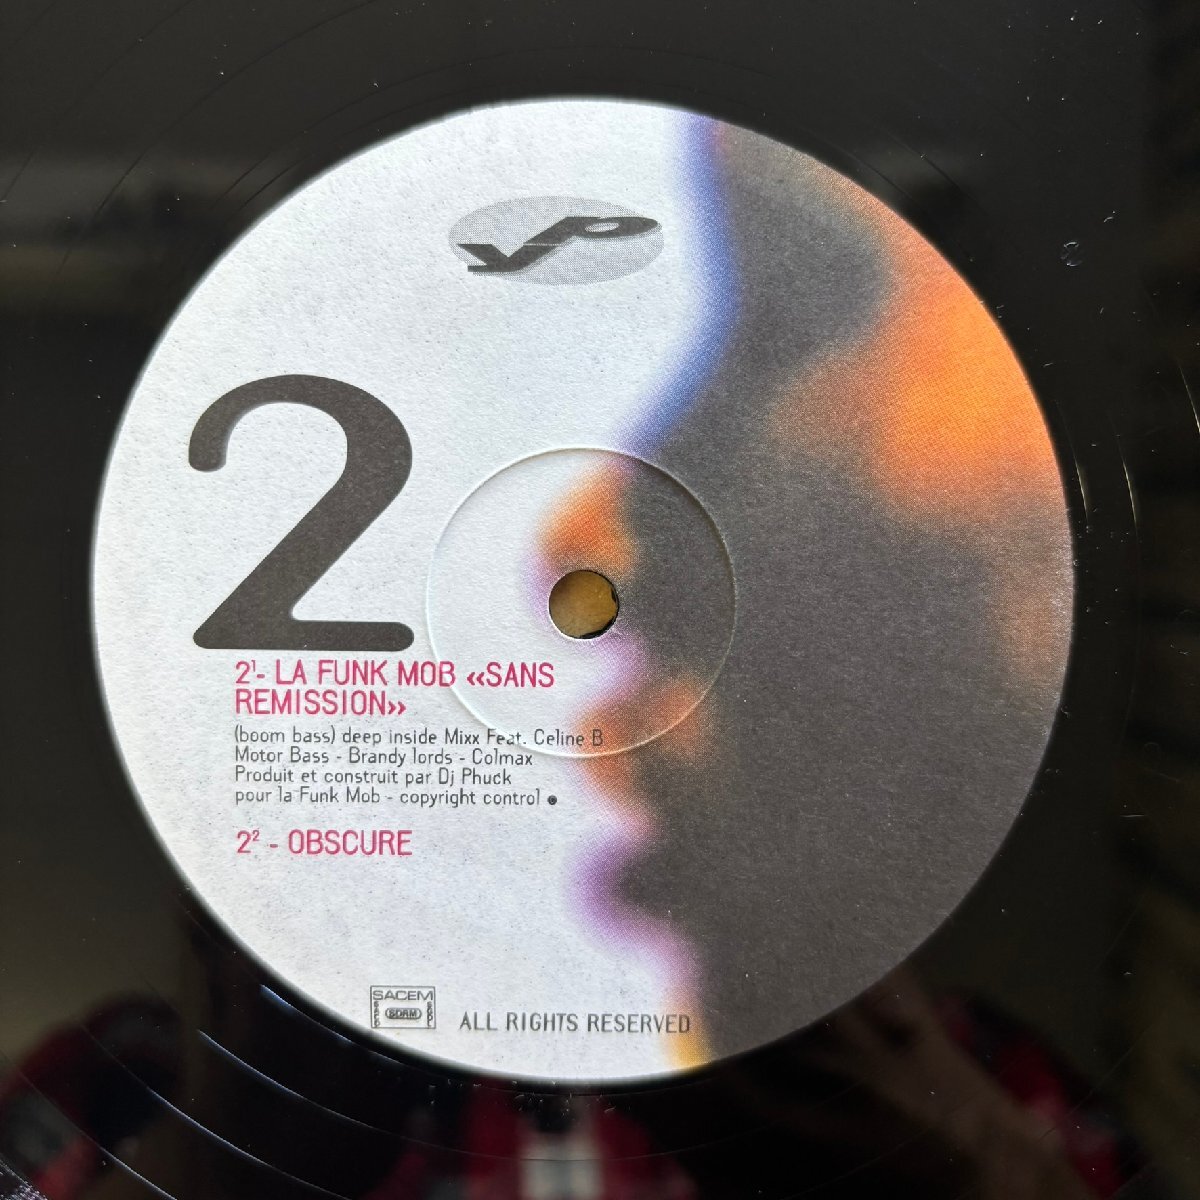 2
2¹- LA FUNK MOB ‹‹SANS
REMISSION››
(boom bass) deep inside Mixx Feat. Celine B
Motor Bass - Brandy lords - Colmax
Produit et construit par Dj Phuck
pour la Funk Mob - copyright control ●
2² - OBSCURE
SACEM
SDRM
ALL RIGHTS RESERVED